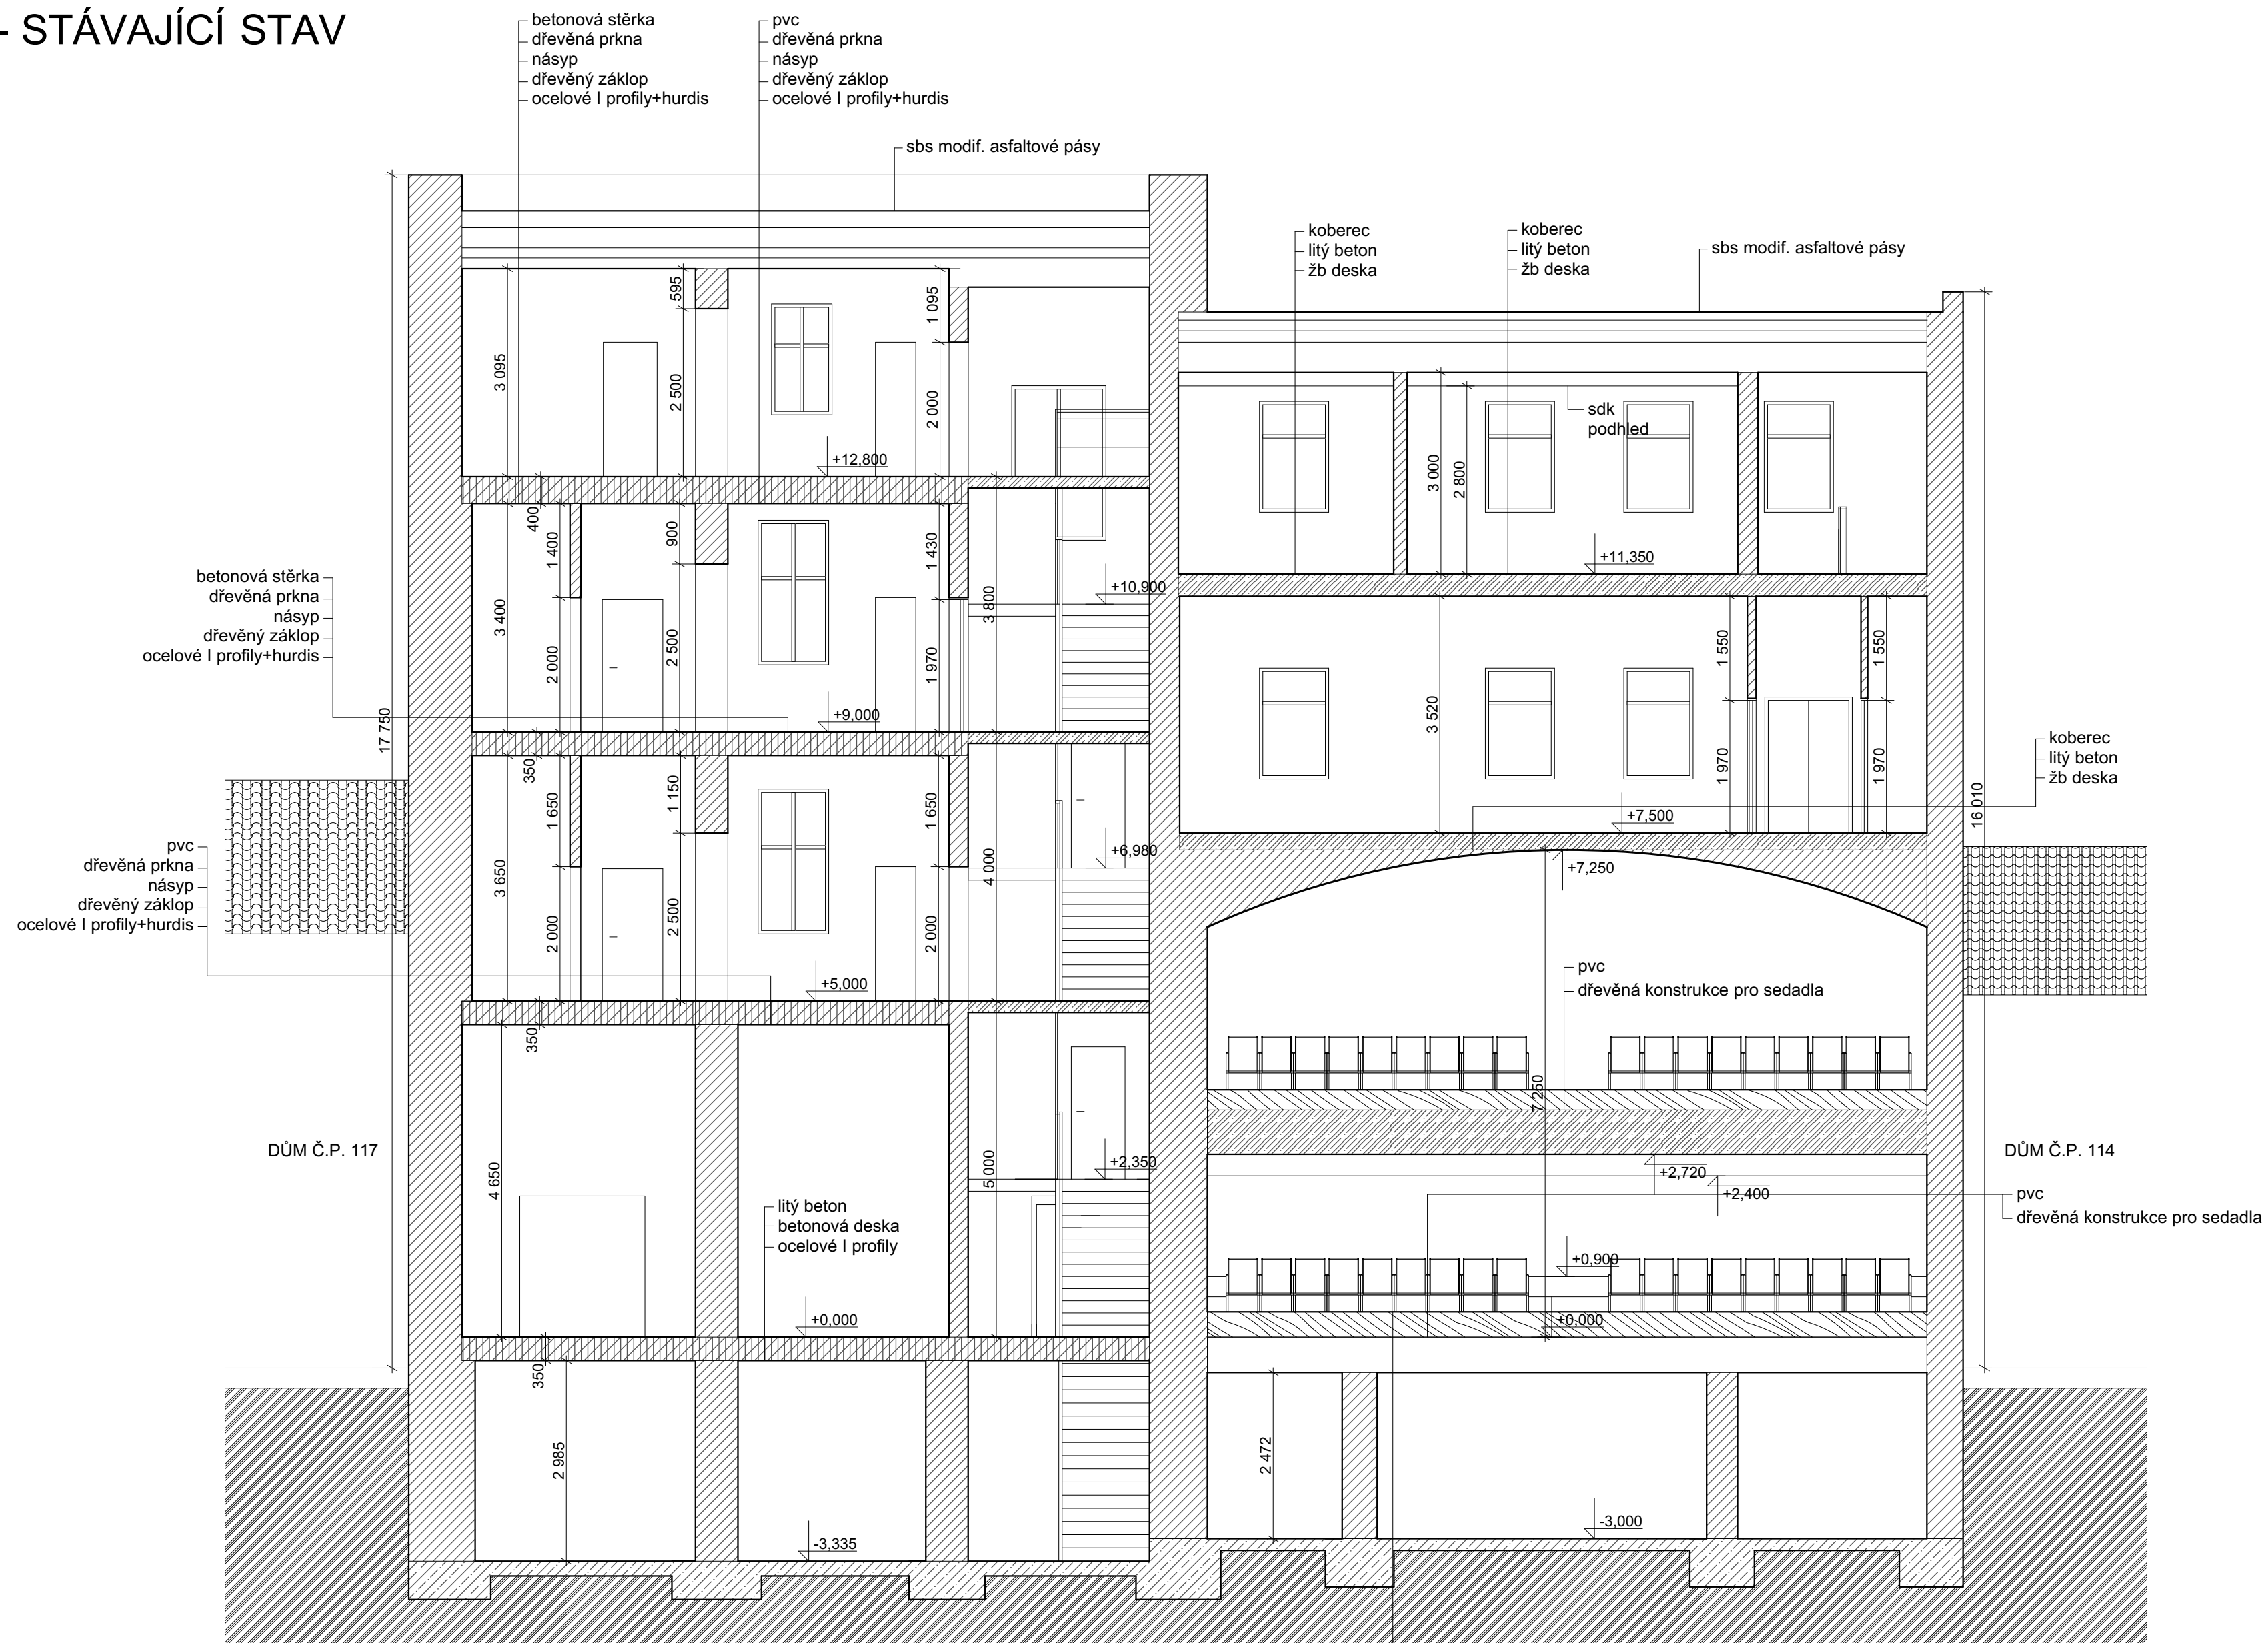 - STÁVAJÍCÍ STAV
betonová stěrka
dřevěná prkna
násyp
dřevěný záklop
ocelové I profily+hurdis
pvc
dřevěná prkna
násyp
dřevěný záklop
ocelové I profily+hurdis
sbs modif. asfaltové pásy
koberec
litý beton
žb deska
koberec
litý beton
žb deska
sbs modif. asfaltové pásy
3 095
595
2 500
1 095
2 000
+12,800
sdk
podhled
3 000
2 800
+11,350
400
1 400
3 400
2 000
900
2 500
1 430
1 970
3 800
+10,900
+9,000
betonová stěrka
dřevěná prkna
násyp
dřevěný záklop
ocelové I profily+hurdis
17 750
3 520
1 550
1 970
1 550
1 970
+7,500
+7,250
koberec
litý beton
žb deska
16 010
350
1 650
3 650
2 000
1 150
2 500
1 650
2 000
4 000
+6,980
+5,000
pvc
dřevěná prkna
násyp
dřevěný záklop
ocelové I profily+hurdis
pvc
dřevěná konstrukce pro sedadla
7 250
350
4 650
5 000
+2,350
DŮM Č.P. 117
DŮM Č.P. 114
+2,720
+2,400
pvc
dřevěná konstrukce pro sedadla
litý beton
betonová deska
ocelové I profily
+0,900
+0,000
+0,000
350
2 985
2 472
-3,335
-3,000